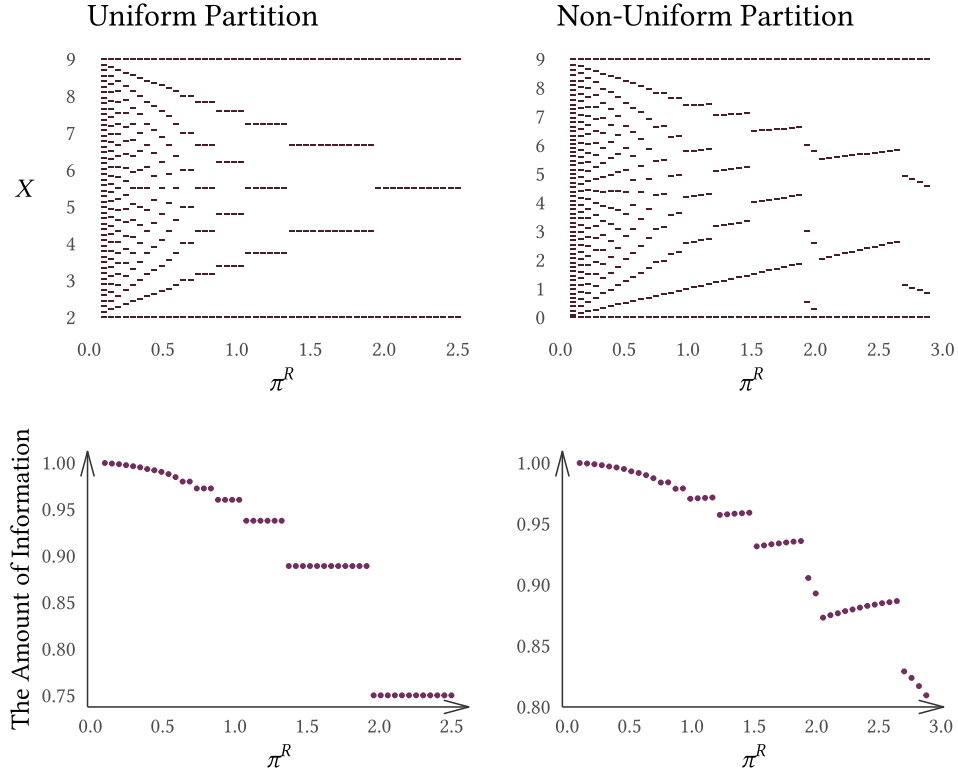 Uniform Partition
Non-Uniform Partition
9
8
7
6
5
4
3
2
X
0.0 0.5 1.0 1.5 2.0 2.5
π^R
9
8
7
6
5
4
3
2
1
0
0.0 0.5 1.0 1.5 2.0 2.5 3.0
π^R
The Amount of Information
1.00
0.95
0.90
0.85
0.80
0.75
0.0 0.5 1.0 1.5 2.0 2.5
π^R
1.00
0.95
0.90
0.85
0.80
0.0 0.5 1.0 1.5 2.0 2.5 3.0
π^R